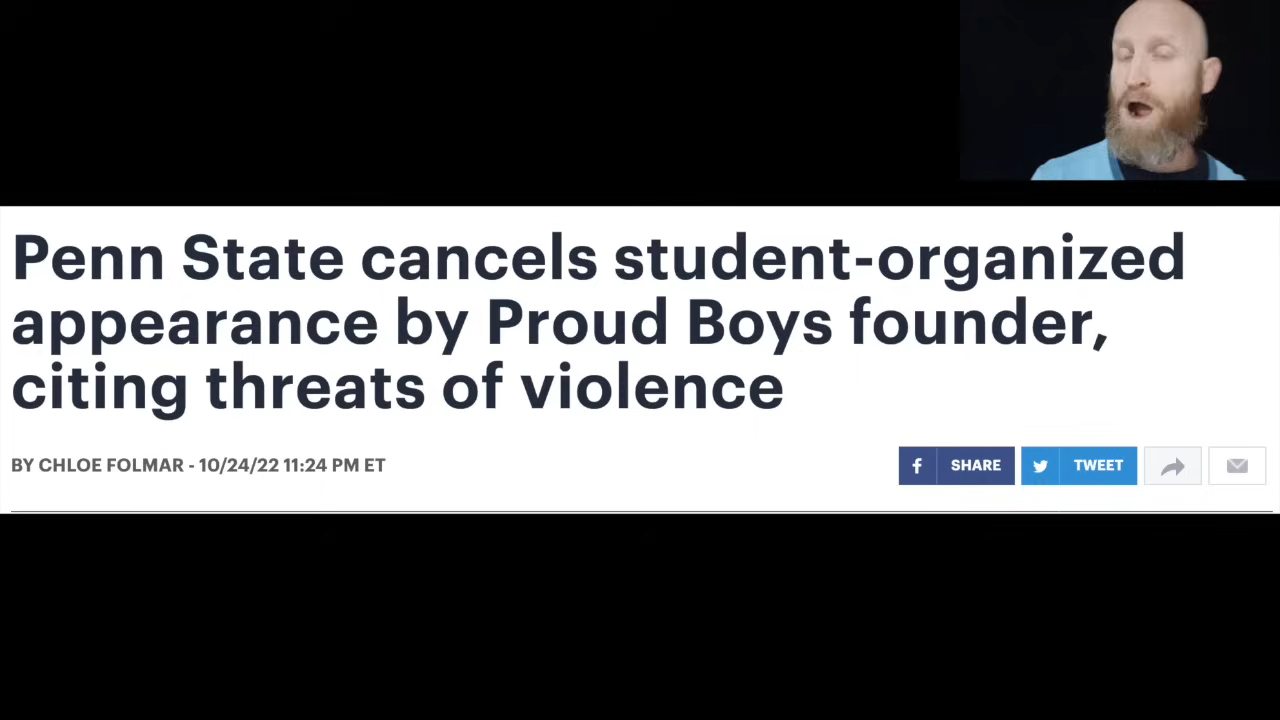 Penn State cancels student-organized
appearance by Proud Boys founder,
citing threats of violence
BY CHLOE FOLMAR - 10/24/22 11:24 PM ET
f SHARE
TWEET